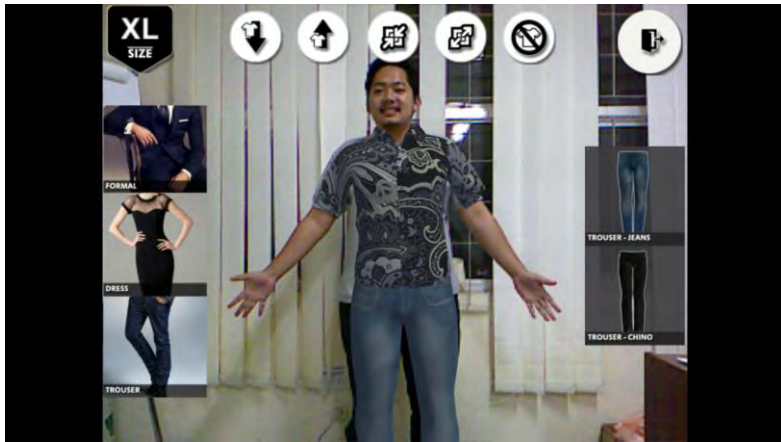 XL
SIZE
FORMAL
DRESS
TROUSER
TROUSER - JEANS
TROUSER - CHINO